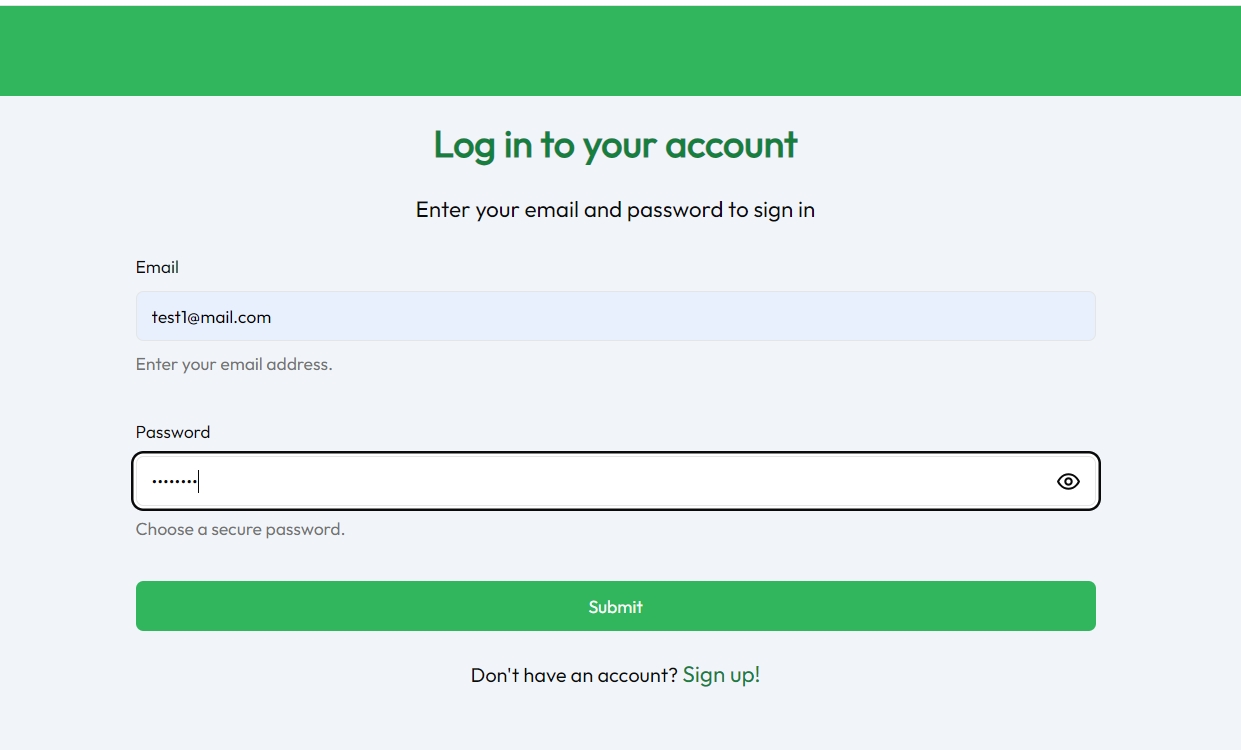 Log in to your account
Enter your email and password to sign in
Email
test1@mail.com
Enter your email address.
Password
••••••••
Choose a secure password.
Submit
Don't have an account? Sign up!